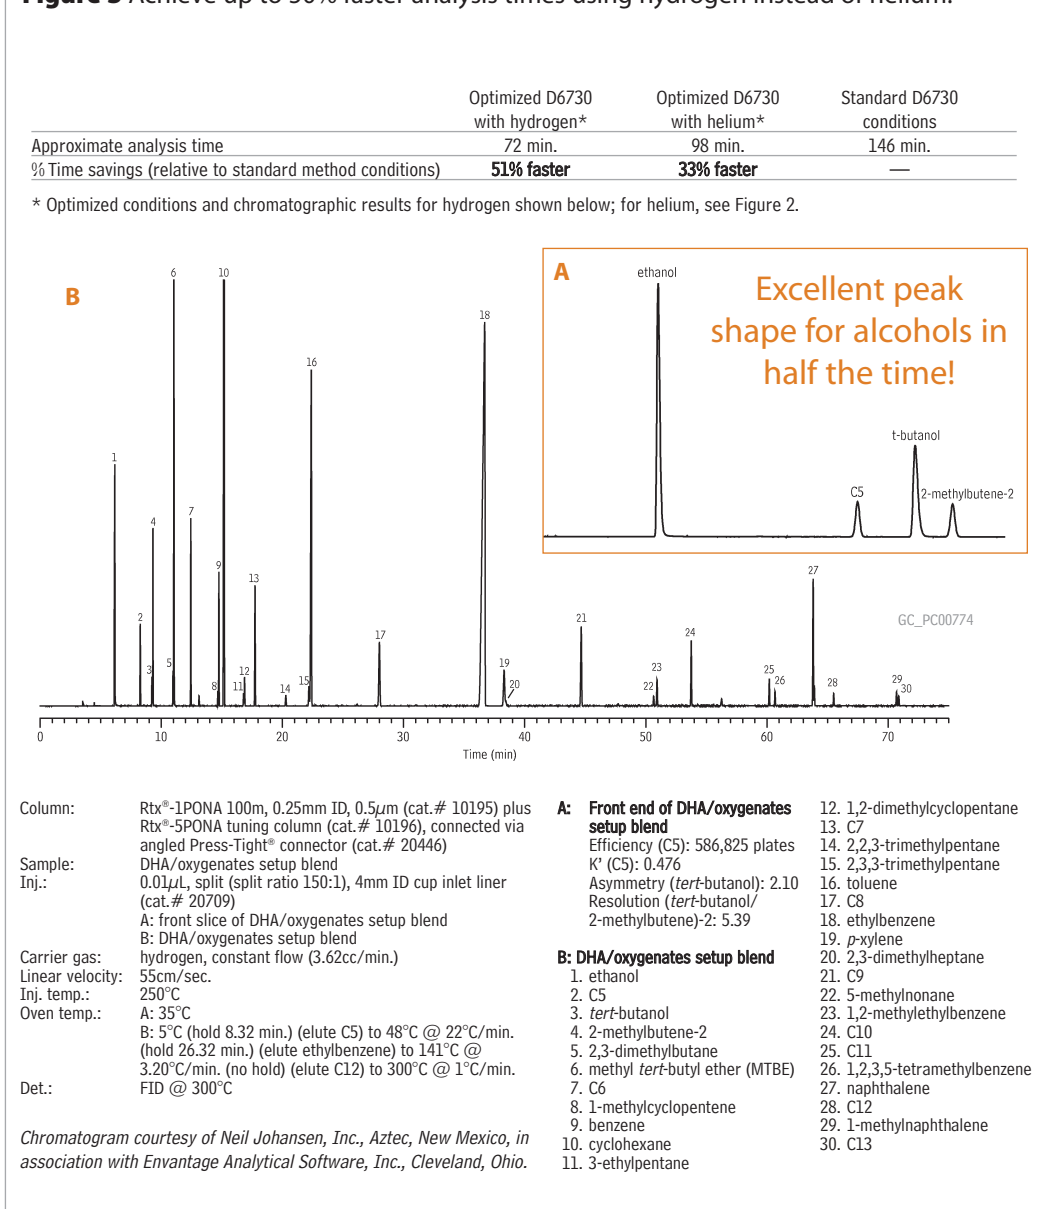 Figure 3 Achieve up to 50% faster analysis times using hydrogen instead of helium.
Optimized D6730 Optimized D6730 Standard D6730
with hydrogen* with helium* conditions
Approximate analysis time 72 min. 98 min. 146 min.
% Time savings (relative to standard method conditions) 51% faster 33% faster —
* Optimized conditions and chromatographic results for hydrogen shown below; for helium, see Figure 2.
B
A
Excellent peak
shape for alcohols in
half the time!
ethanol
C5
t-butanol
2-methylbutene-2
1
2
3
4
5
6
7
8
9
10
11
12
13
14
15
16
17
18
19
20
21
22
23
24
25
26
27
28
29
30
GC_PC00774
0 10 20 30 40 50 60 70
Time (min)
Column: Rtx®-1PONA 100m, 0.25mm ID, 0.5µm (cat.# 10195) plus
Rtx®-5PONA tuning column (cat.# 10196), connected via
angled Press-Tight® connector (cat.# 20446)
Sample: DHA/oxygenates setup blend
Inj.: 0.01µL, split (split ratio 150:1), 4mm ID cup inlet liner
(cat.# 20709)
A: front slice of DHA/oxygenates setup blend
B: DHA/oxygenates setup blend
Carrier gas: hydrogen, constant flow (3.62cc/min.)
Linear velocity: 55cm/sec.
Inj. temp.: 250°C
Oven temp.: A: 35°C
B: 5°C (hold 8.32 min.) (elute C5) to 48°C @ 22°C/min.
(hold 26.32 min.) (elute ethylbenzene) to 141°C @
3.20°C/min. (no hold) (elute C12) to 300°C @ 1°C/min.
Det.: FID @ 300°C
Chromatogram courtesy of Neil Johansen, Inc., Aztec, New Mexico, in
association with Envantage Analytical Software, Inc., Cleveland, Ohio.
A: Front end of DHA/oxygenates
setup blend
Efficiency (C5): 586,825 plates
K' (C5): 0.476
Asymmetry (tert-butanol): 2.10
Resolution (tert-butanol/
2-methylbutene)-2: 5.39
B: DHA/oxygenates setup blend
1. ethanol
2. C5
3. tert-butanol
4. 2-methylbutene-2
5. 2,3-dimethylbutane
6. methyl tert-butyl ether (MTBE)
7. C6
8. 1-methylcyclopentene
9. benzene
10. cyclohexane
11. 3-ethylpentane
12. 1,2-dimethylcyclopentane
13. C7
14. 2,2,3-trimethylpentane
15. 2,3,3-trimethylpentane
16. toluene
17. C8
18. ethylbenzene
19. p-xylene
20. 2,3-dimethylheptane
21. C9
22. 5-methylnonane
23. 1,2-methylethylbenzene
24. C10
25. C11
26. 1,2,3,5-tetramethylbenzene
27. naphthalene
28. C12
29. 1-methylnaphthalene
30. C13